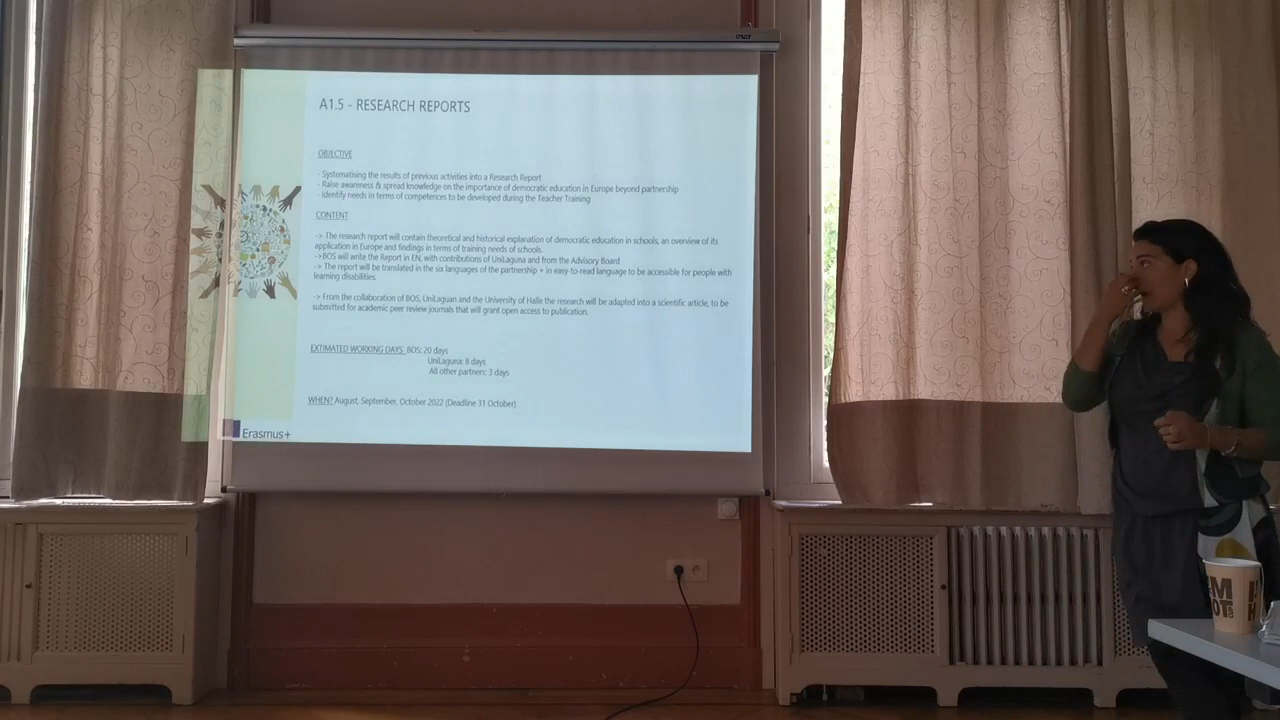 ORAY
A1.5 - RESEARCH REPORTS
OBJECTIVE
- Systematising the results of previous activities into a Research Report
- Raise awareness & spread knowledge on the importance of democratic education in Europe beyond partnership
- Identify needs in terms of competences to be developed during the Teacher Training
CONTENT
-> The research report will contain theoretical and historical explanation of democratic education in schools, an overview of its
application in Europe and findings in terms of training needs of schools.
->BOS will write the Report in EN, with contributions of UniLaguna and from the Advisory Board
-> The report will be translated in the six languages of the partnership + in easy-to-read language to be accessible for people with
learning disabilities.
-> From the collaboration of BOS, UniLaguan and the University of Halle the research will be adapted into a scientific article, to be
submitted for academic peer review journals that will grant open access to publication.
EXTIMATED WORKING DAYS BOS: 20 days
UniLaguna: 8 days
All other partners: 3 days
WHEN? August, September, October 2022 (Deadline 31 October)
Erasmus+